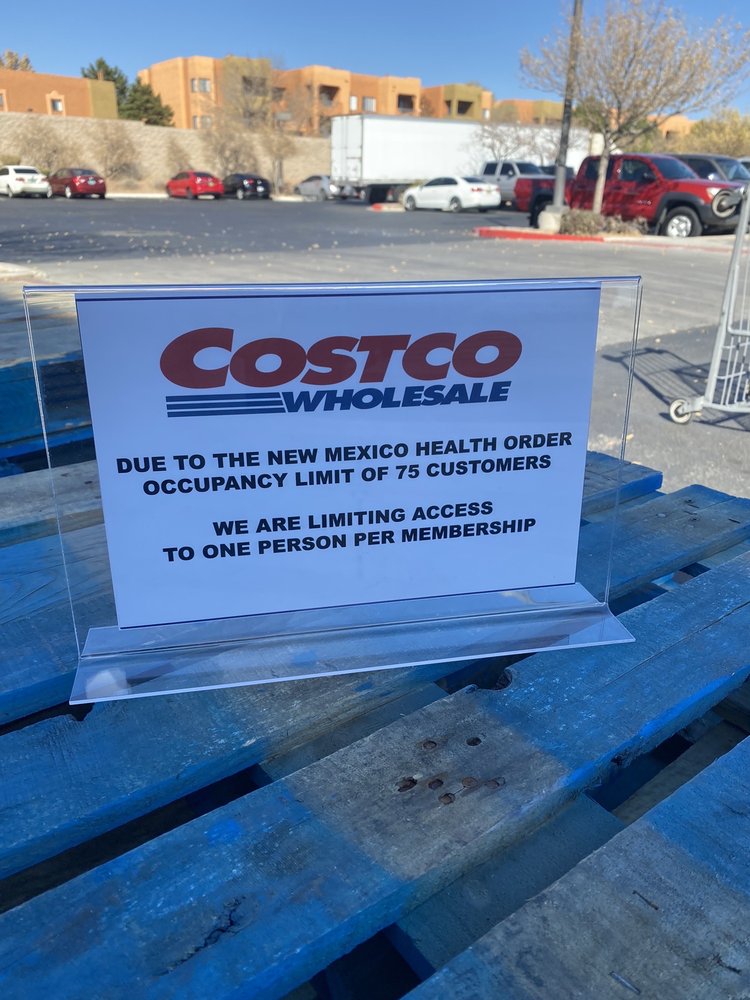 COSTCO
WHOLESALE
DUE TO THE NEW MEXICO HEALTH ORDER
OCCUPANCY LIMIT OF 75 CUSTOMERS
WE ARE LIMITING ACCESS
TO ONE PERSON PER MEMBERSHIP